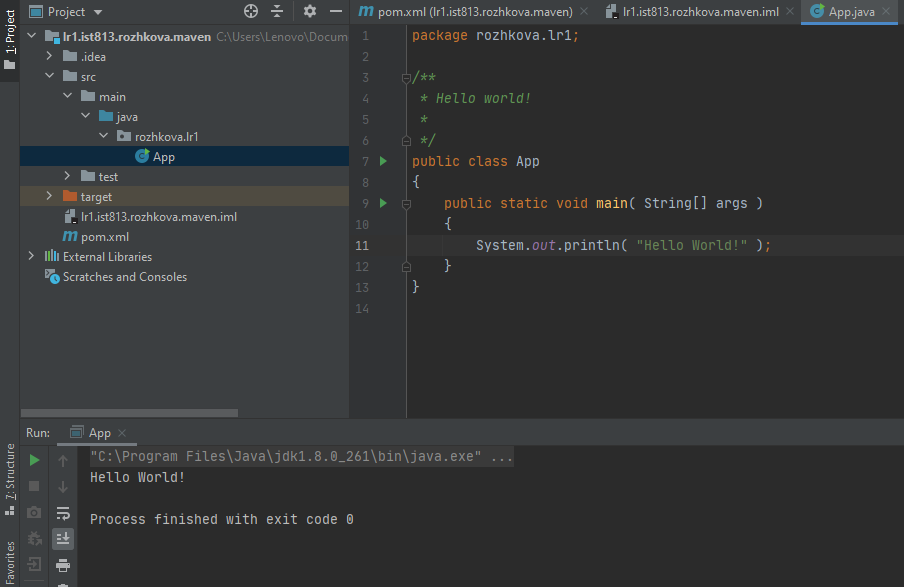 1: Project
Project
lr1.ist813.rozhkova.maven C:\Users\Lenovo\Docum
.idea
src
main
java
rozhkova.lr1
App
test
target
lr1.ist813.rozhkova.maven.iml
pom.xml
External Libraries
Scratches and Consoles
pom.xml (lr1.ist813.rozhkova.maven)
lr1.ist813.rozhkova.maven.iml
App.java
1 package rozhkova.lr1;
2
3 /**
4 * Hello world!
5 *
6 */
7 public class App
8 {
9 public static void main( String[] args )
10 {
11 System.out.println( "Hello World!" );
12 }
13 }
14
Run: App
"C:\Program Files\Java\jdk1.8.0_261\bin\java.exe" ...
Hello World!
Process finished with exit code 0
7: Structure
Favorites